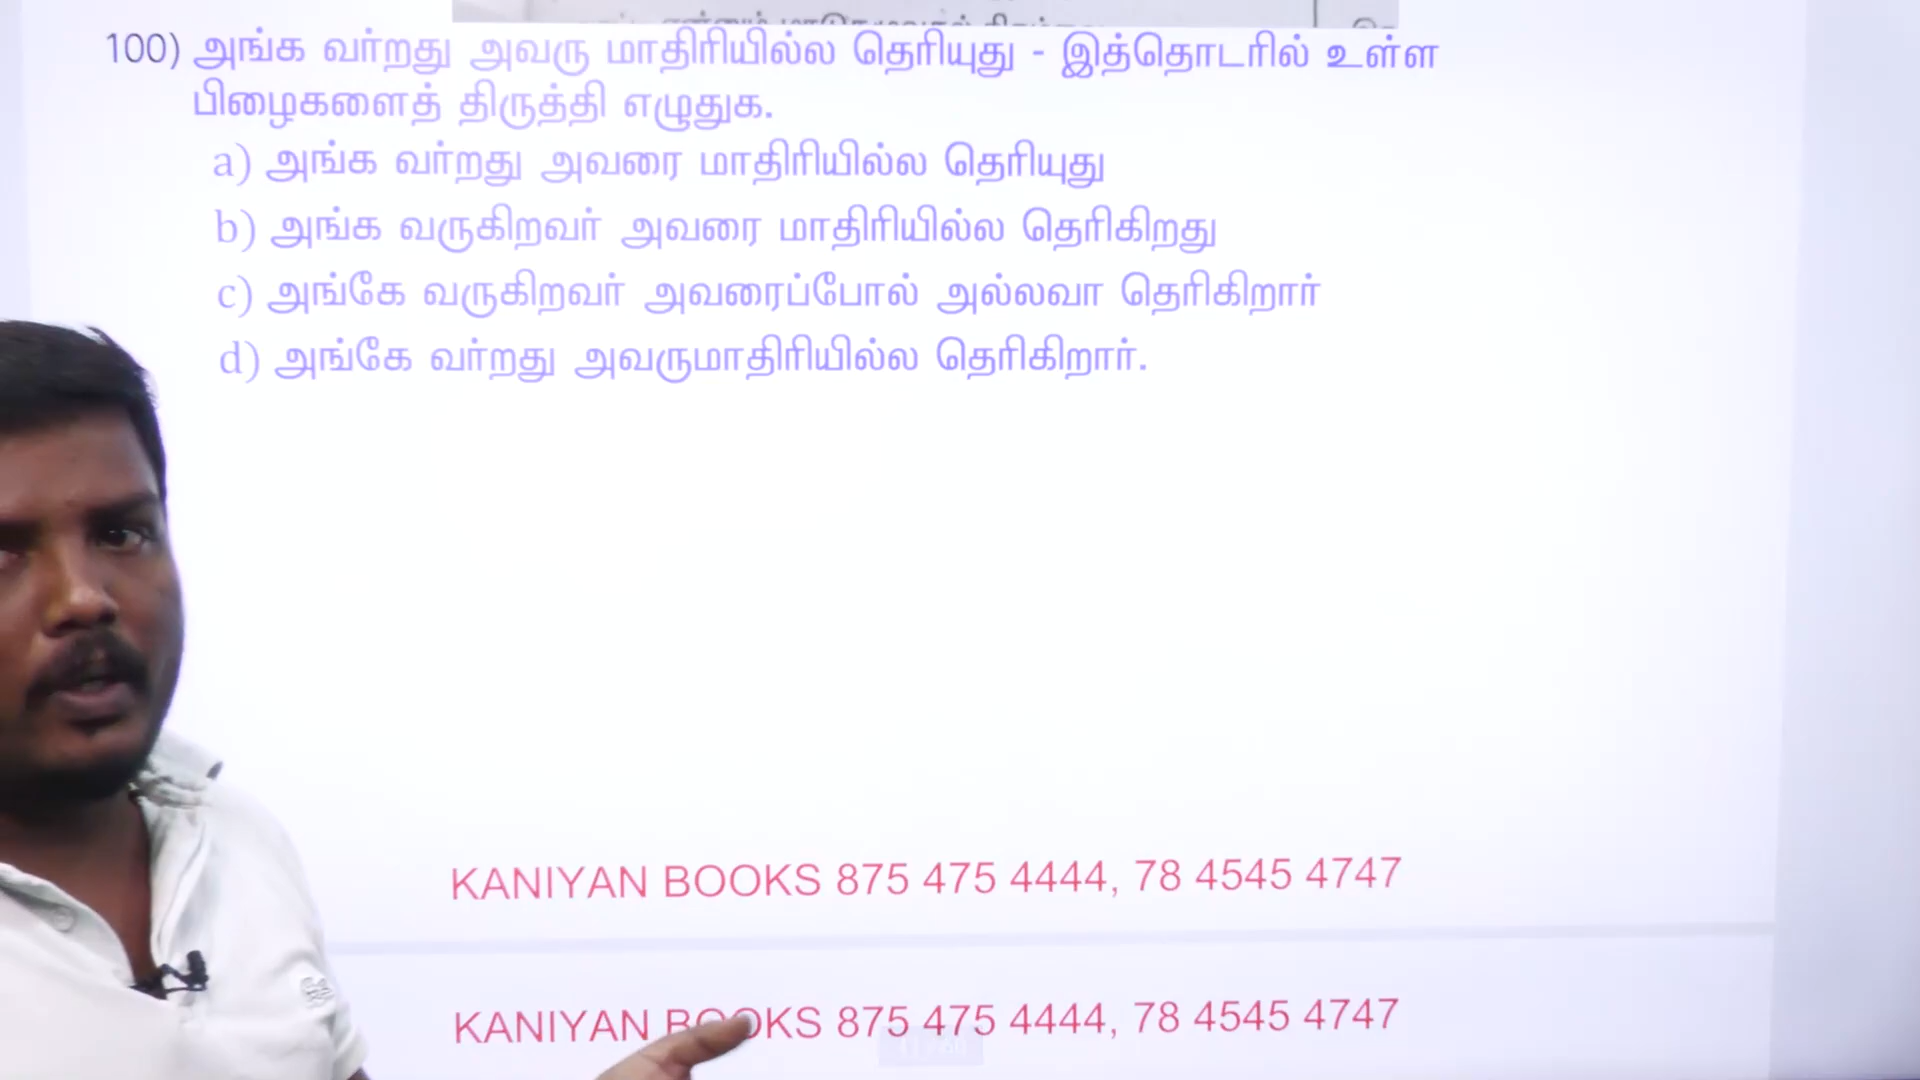 100) அங்க வர்றது அவரு மாதிரியில்ல தெரியுது - இத்தொடரில் உள்ள
பிழைகளைத் திருத்தி எழுதுக.
a) அங்க வர்றது அவரை மாதிரியில்ல தெரியுது
b) அங்க வருகிறவர் அவரை மாதிரியில்ல தெரிகிறது
c) அங்கே வருகிறவர் அவரைப்போல் அல்லவா தெரிகிறார்
d) அங்கே வர்றது அவருமாதிரியில்ல தெரிகிறார்.
KANIYAN BOOKS 875 475 4444, 78 4545 4747
KANIYAN BOOKS 875 475 4444, 78 4545 4747